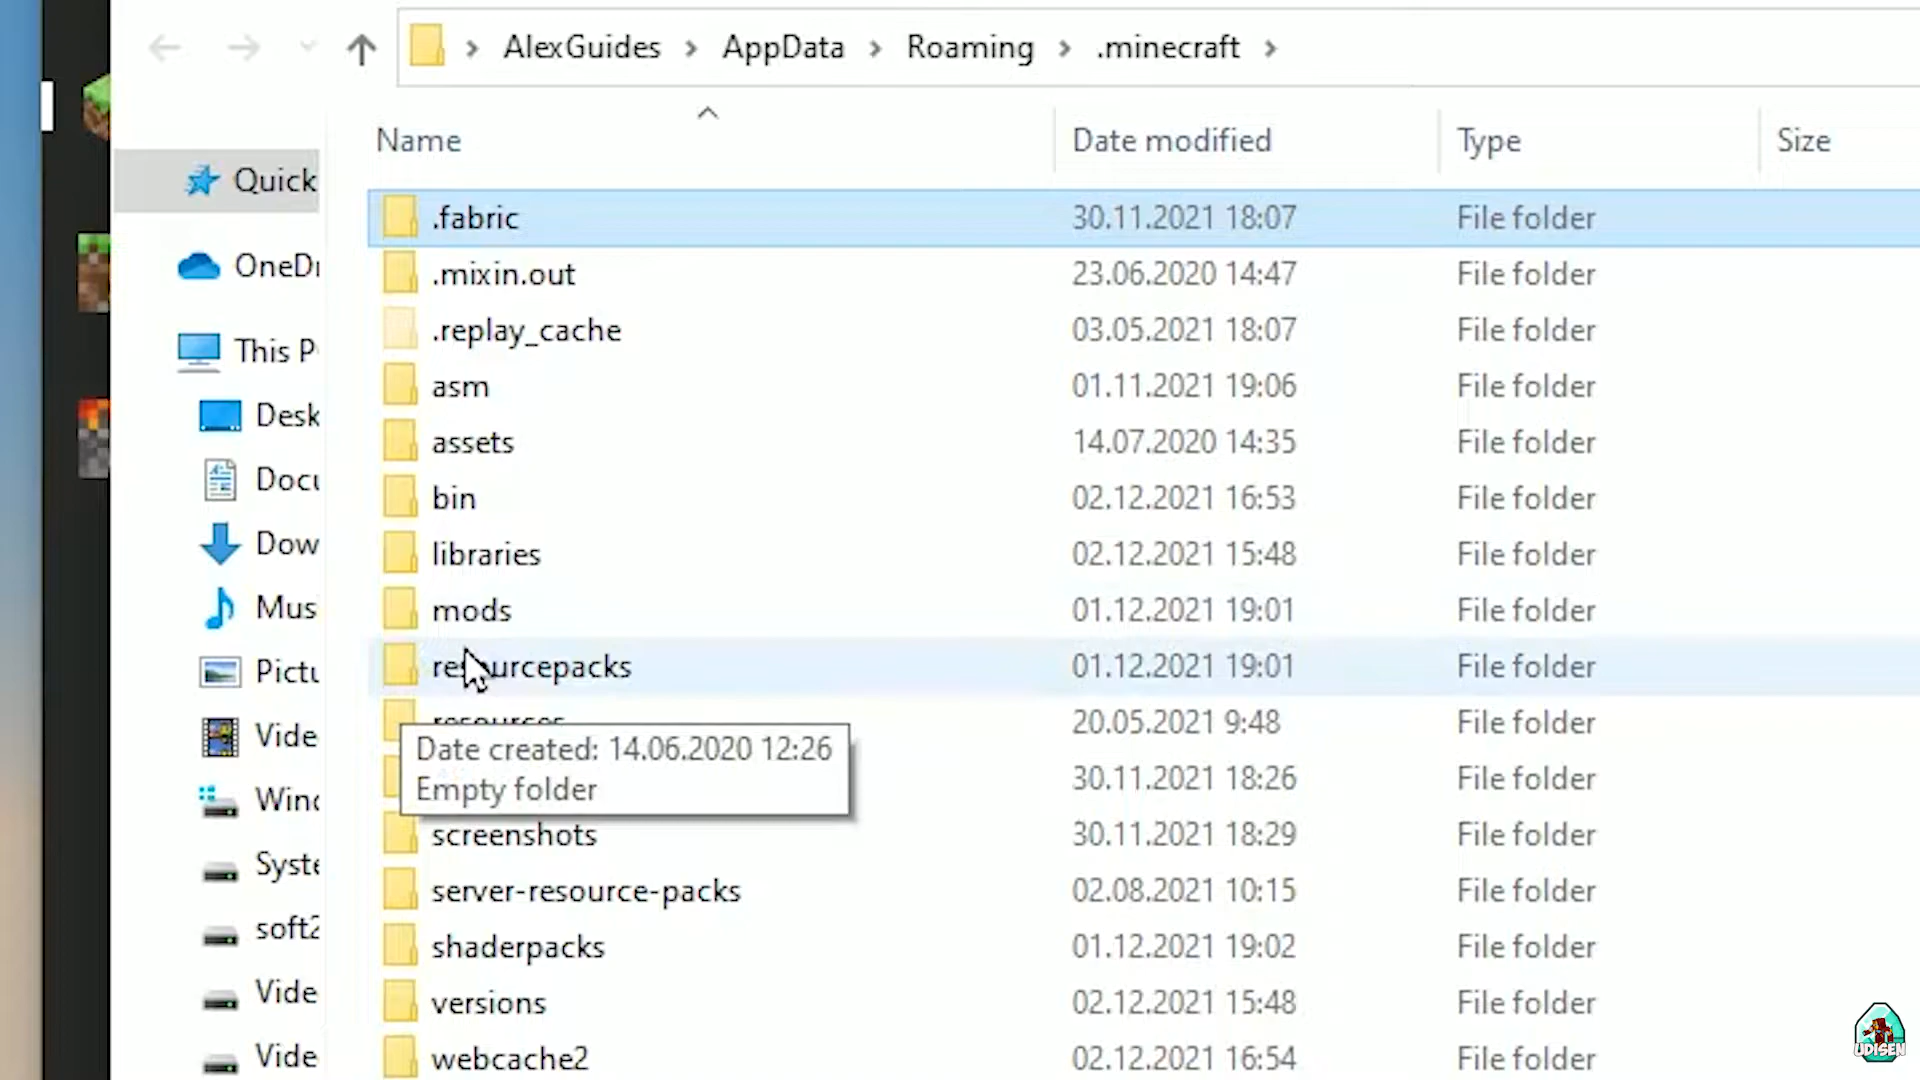 AlexGuides > AppData > Roaming > .minecraft >
Name Date modified Type Size
Quick
OneDr
This P
Desk
Docu
Dow
Mus
Pictu
Vide
Wind
Syste
soft2
Vide
Vide
.fabric 30.11.2021 18:07 File folder
.mixin.out 23.06.2020 14:47 File folder
.replay_cache 03.05.2021 18:07 File folder
asm 01.11.2021 19:06 File folder
assets 14.07.2020 14:35 File folder
bin 02.12.2021 16:53 File folder
libraries 02.12.2021 15:48 File folder
mods 01.12.2021 19:01 File folder
resourcepacks 01.12.2021 19:01 File folder
resources 20.05.2021 9:48 File folder
Date created: 14.06.2020 12:26
Empty folder
30.11.2021 18:26 File folder
screenshots 30.11.2021 18:29 File folder
server-resource-packs 02.08.2021 10:15 File folder
shaderpacks 01.12.2021 19:02 File folder
versions 02.12.2021 15:48 File folder
webcache2 02.12.2021 16:54 File folder
UDISEN